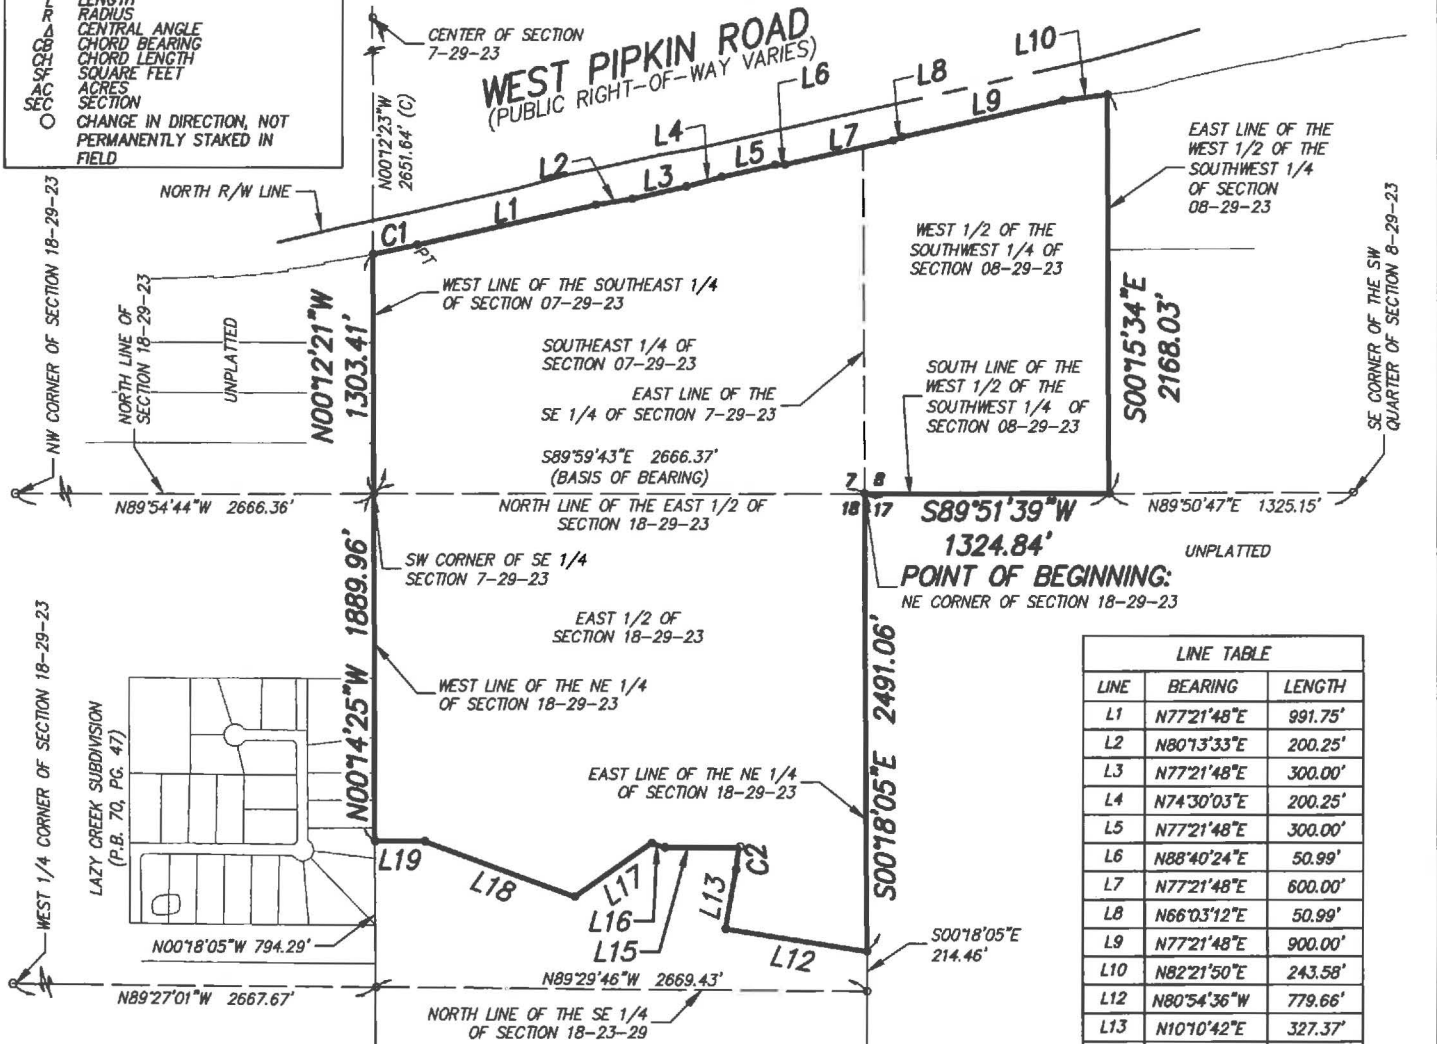 L LENGTH
R RADIUS
Δ CENTRAL ANGLE
CB CHORD BEARING
CH CHORD LENGTH
SF SQUARE FEET
AC ACRES
SEC SECTION
O CHANGE IN DIRECTION, NOT
PERMANENTLY STAKED IN
FIELD
CENTER OF SECTION
7-29-23
N00°12'23"W
2651.64' (C)
WEST PIPKIN ROAD
(PUBLIC RIGHT-OF-WAY VARIES)
L10
L9
L8
L7
L6
L5
L4
L3
L2
L1
C1
PT
NORTH R/W LINE
EAST LINE OF THE
WEST 1/2 OF THE
SOUTHWEST 1/4
OF SECTION
08-29-23
WEST 1/2 OF THE
SOUTHWEST 1/4 OF
SECTION 08-29-23
WEST LINE OF THE SOUTHEAST 1/4
OF SECTION 07-29-23
NW CORNER OF SECTION 18-29-23
NORTH LINE OF
SECTION 18-29-23
UNPLATTED
N00°12'21"W
1303.41'
SOUTHEAST 1/4 OF
SECTION 07-29-23
EAST LINE OF THE
SE 1/4 OF SECTION 7-29-23
SOUTH LINE OF THE
WEST 1/2 OF THE
SOUTHWEST 1/4 OF
SECTION 08-29-23
S00°15'34"E
2168.03'
SE CORNER OF THE SW
QUARTER OF SECTION 8-29-23
S89°59'43"E 2666.37'
(BASIS OF BEARING)
7 8
18 17
N89°54'44"W 2666.36'
NORTH LINE OF THE EAST 1/2 OF
SECTION 18-29-23
S89°51'39"W
1324.84'
N89°50'47"E 1325.15'
UNPLATTED
SW CORNER OF SE 1/4
SECTION 7-29-23
POINT OF BEGINNING:
NE CORNER OF SECTION 18-29-23
EAST 1/2 OF
SECTION 18-29-23
N00°14'25"W 1889.96'
WEST LINE OF THE NE 1/4
OF SECTION 18-29-23
S00°18'05"E 2491.06'
WEST 1/4 CORNER OF SECTION 18-29-23
LAZY CREEK SUBDIVISION
(P.B. 70, PG. 47)
EAST LINE OF THE NE 1/4
OF SECTION 18-29-23
L19
L18
L17
L16
L15
L13
C2
L12
N00°18'05"W 794.29'
S00°18'05"E
214.46'
N89°27'01"W 2667.67'
N89°29'46"W 2669.43'
NORTH LINE OF THE SE 1/4
OF SECTION 18-23-29
LINE TABLE
LINE BEARING LENGTH
L1 N77°21'48"E 991.75'
L2 N80°13'33"E 200.25'
L3 N77°21'48"E 300.00'
L4 N74°30'03"E 200.25'
L5 N77°21'48"E 300.00'
L6 N88°40'24"E 50.99'
L7 N77°21'48"E 600.00'
L8 N66°03'12"E 50.99'
L9 N77°21'48"E 900.00'
L10 N82°21'50"E 243.58'
L12 N80°54'36"W 779.66'
L13 N10°10'42"E 327.37'